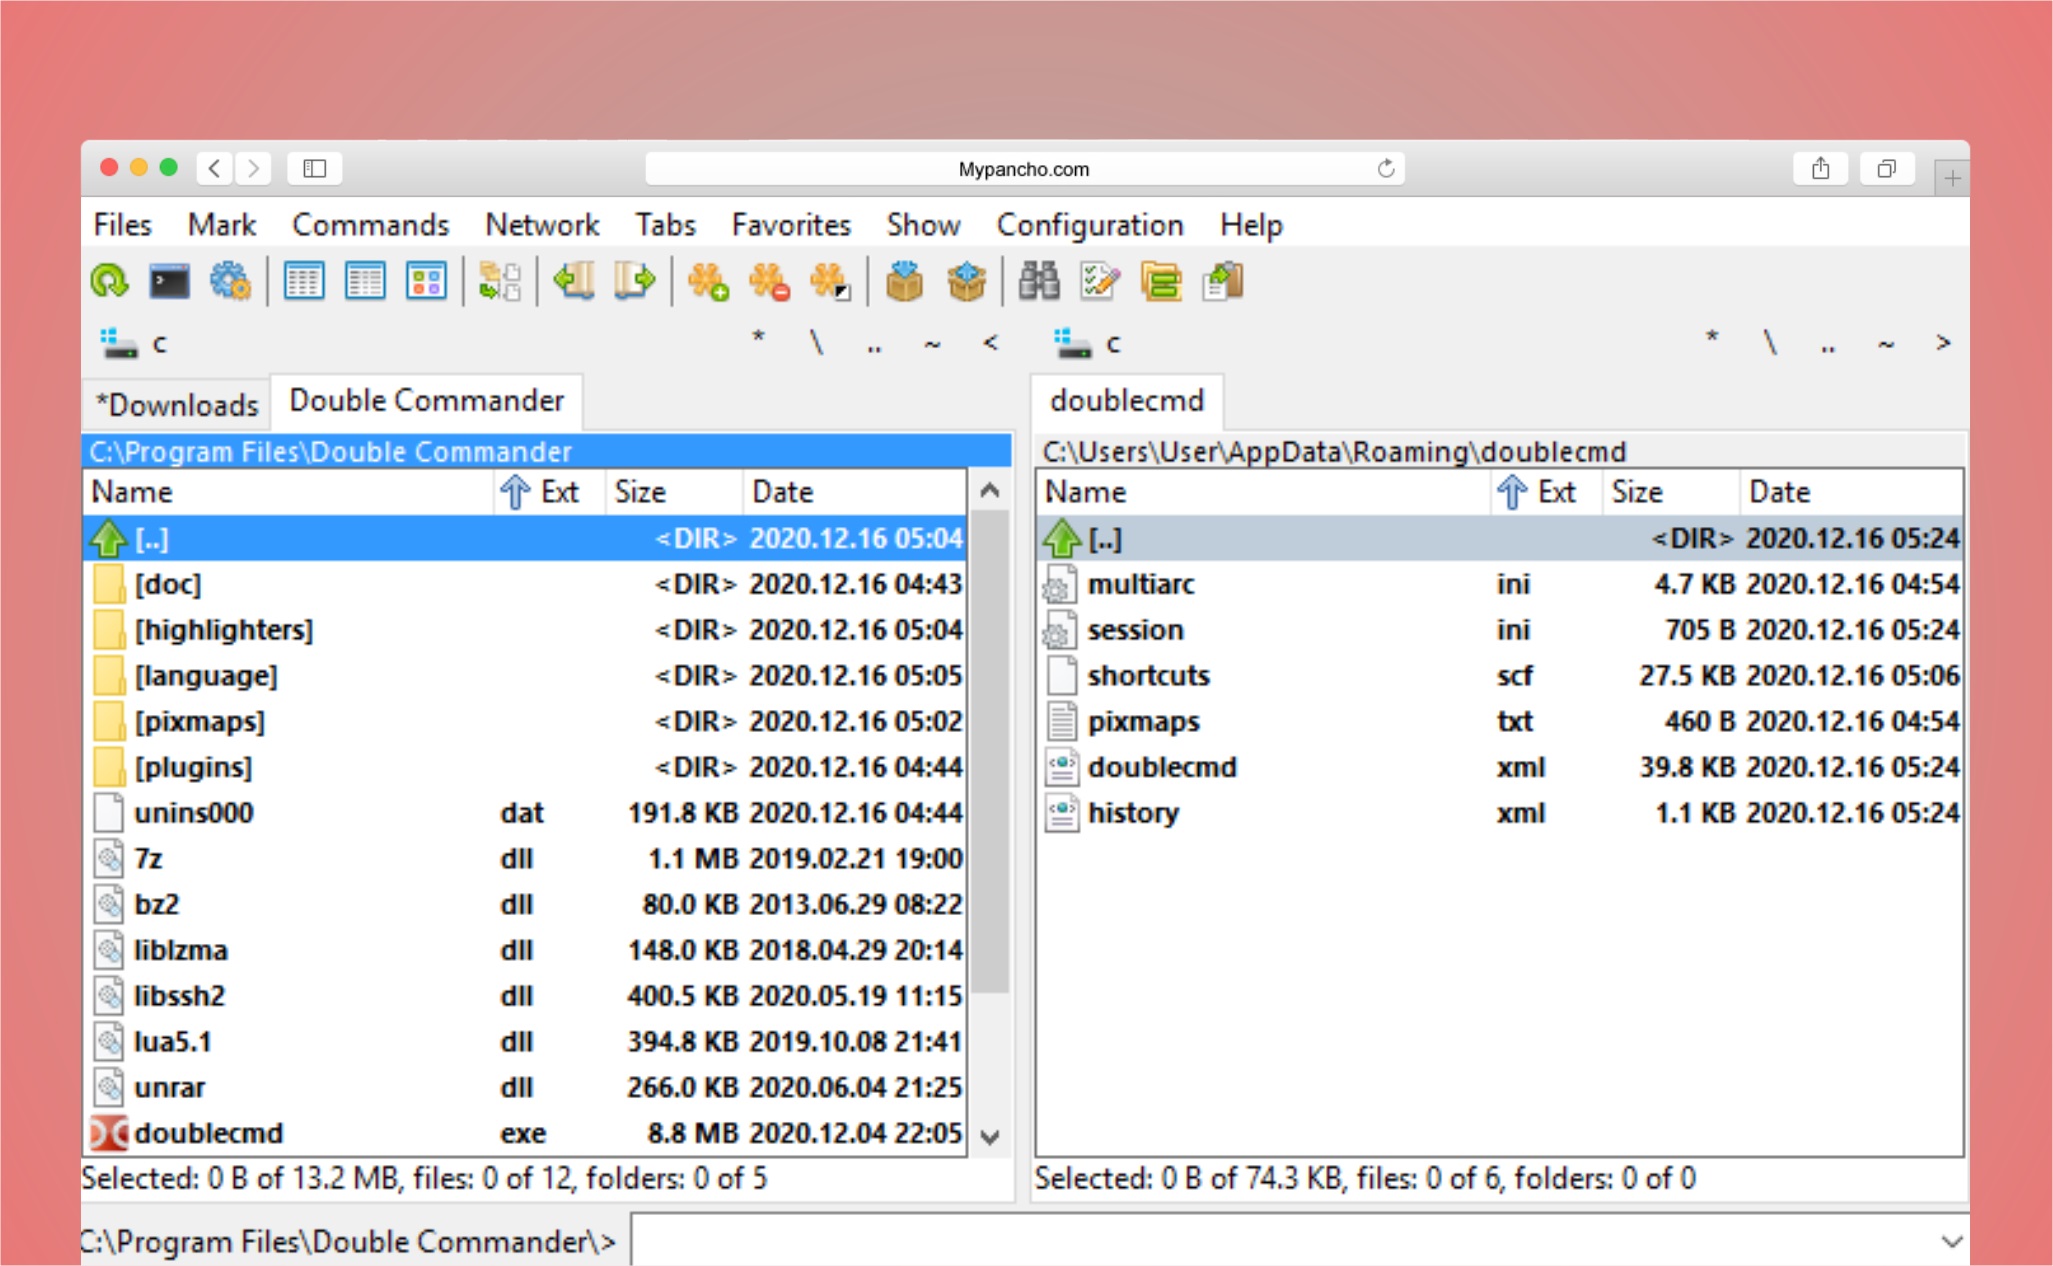 Mypancho.com
Files Mark Commands Network Tabs Favorites Show Configuration Help
c * \ .. ~ < c * \ .. ~ >
*Downloads Double Commander doublecmd
C:\Program Files\Double Commander
Name Ext Size Date
[..] <DIR> 2020.12.16 05:04
[doc] <DIR> 2020.12.16 04:43
[highlighters] <DIR> 2020.12.16 05:04
[language] <DIR> 2020.12.16 05:05
[pixmaps] <DIR> 2020.12.16 05:02
[plugins] <DIR> 2020.12.16 04:44
unins000 dat 191.8 KB 2020.12.16 04:44
7z dll 1.1 MB 2019.02.21 19:00
bz2 dll 80.0 KB 2013.06.29 08:22
liblzma dll 148.0 KB 2018.04.29 20:14
libssh2 dll 400.5 KB 2020.05.19 11:15
lua5.1 dll 394.8 KB 2019.10.08 21:41
unrar dll 266.0 KB 2020.06.04 21:25
doublecmd exe 8.8 MB 2020.12.04 22:05
Selected: 0 B of 13.2 MB, files: 0 of 12, folders: 0 of 5
C:\Users\User\AppData\Roaming\doublecmd
Name Ext Size Date
[..] <DIR> 2020.12.16 05:24
multiarc ini 4.7 KB 2020.12.16 04:54
session ini 705 B 2020.12.16 05:24
shortcuts scf 27.5 KB 2020.12.16 05:06
pixmaps txt 460 B 2020.12.16 04:54
doublecmd xml 39.8 KB 2020.12.16 05:24
history xml 1.1 KB 2020.12.16 05:24
Selected: 0 B of 74.3 KB, files: 0 of 6, folders: 0 of 0
C:\Program Files\Double Commander\>